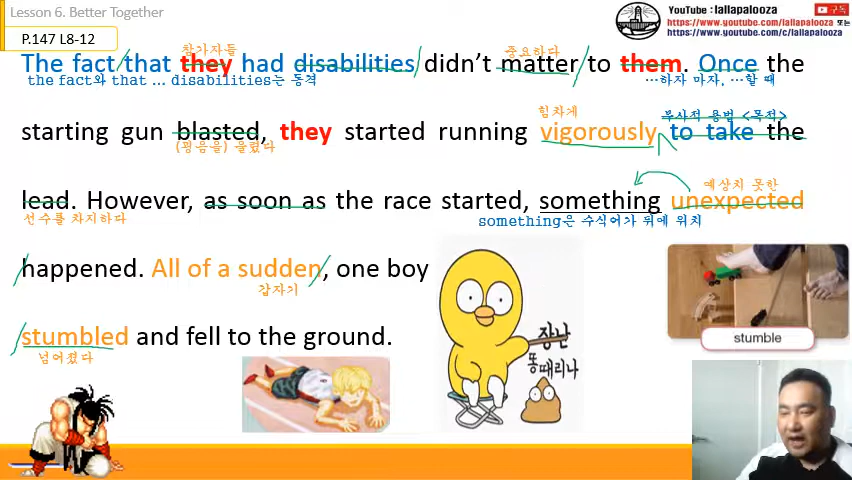 Lesson 6. Better Together
YouTube : ⓒ lallapalooza 구독
https://www.youtube.com/c/lallapalooza 또는
https://www.youtube.com/lallapalooza
P.147 L8-12
참가자들
중요하다
The fact that they had disabilities didn't matter to them. Once the
the fact와 that ... disabilities는 동격
…하자 마자, …할 때
힘차게
부사적 용법 <목적>
starting gun blasted, they started running vigorously to take the
(굉음을) 울렸다
예상치 못한
lead. However, as soon as the race started, something unexpected
선수를 차지하다
something은 수식어가 뒤에 위치
happened. All of a sudden, one boy
갑자기
stumbled and fell to the ground.
넘어졌다
장난
똥때리나
stumble